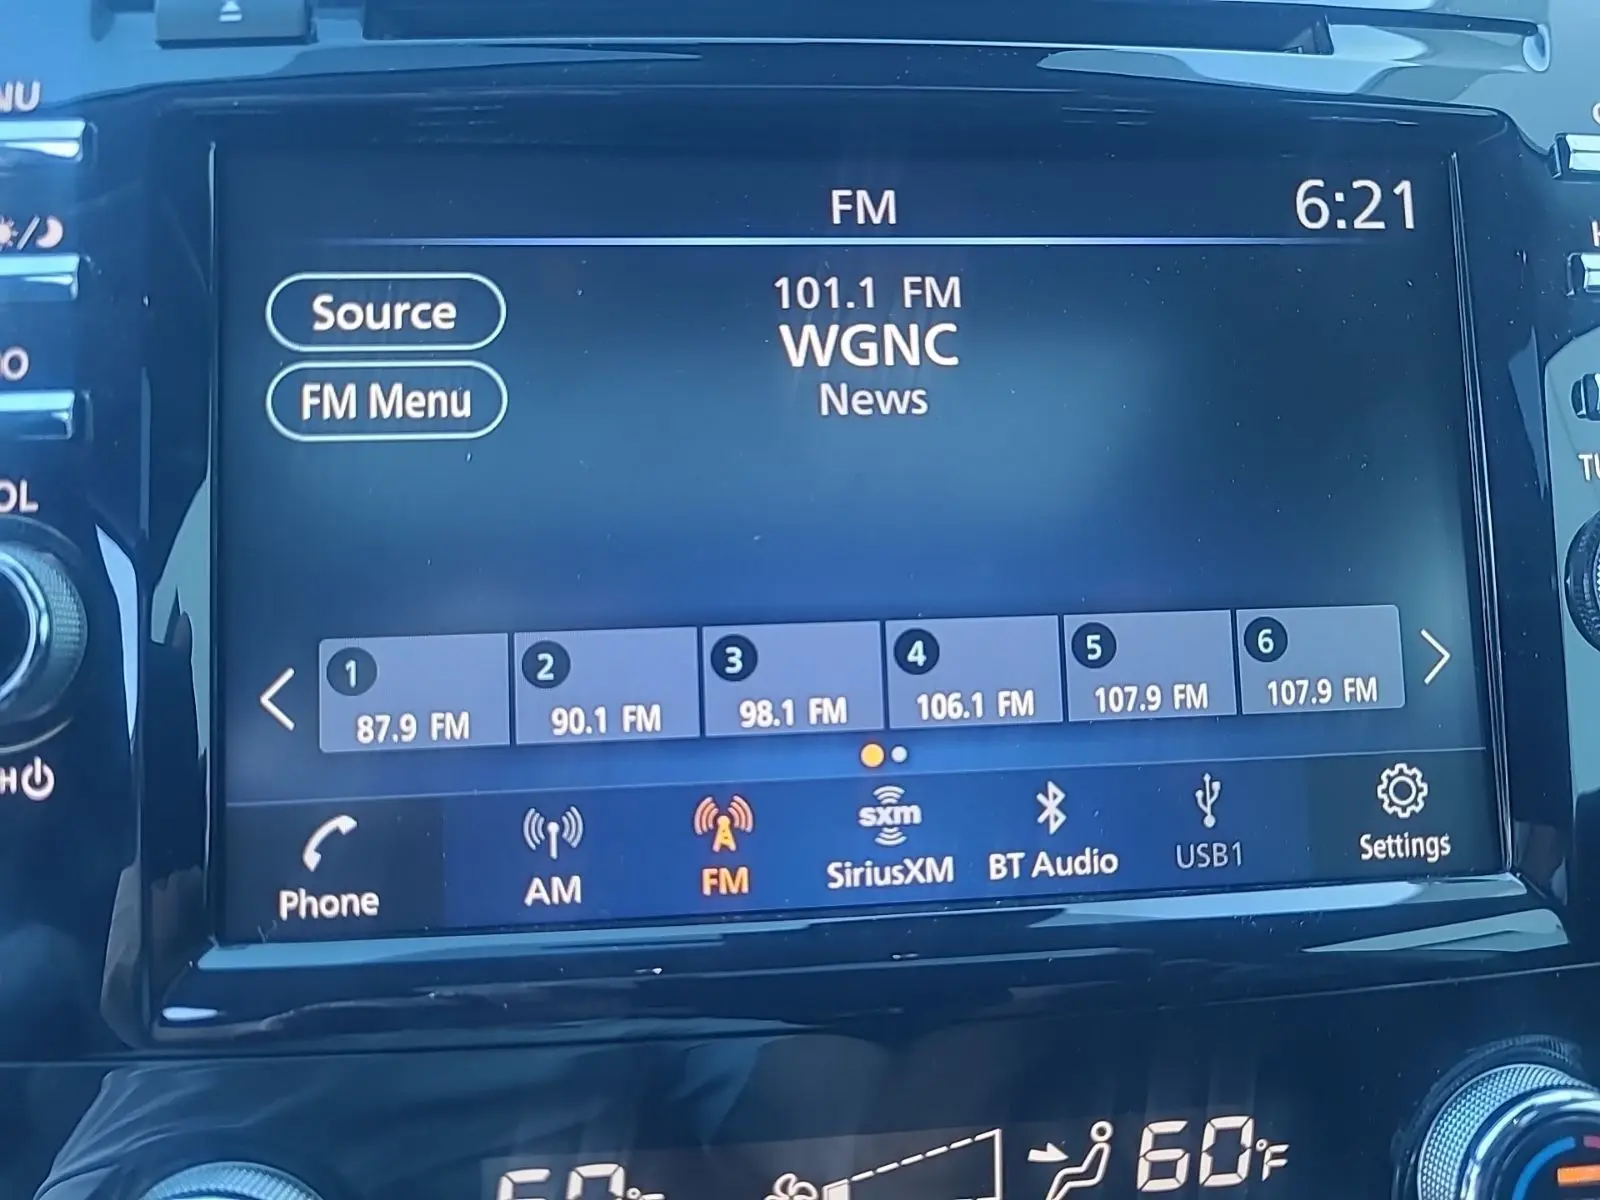 NU
FM
6:21
Source
101.1 FM
WGNC
News
FM Menu
OL
1
87.9 FM
2
90.1 FM
3
98.1 FM
4
106.1 FM
5
107.9 FM
6
107.9 FM
Phone
AM
FM
sxm
SiriusXM
BT Audio
USB1
Settings
60°F